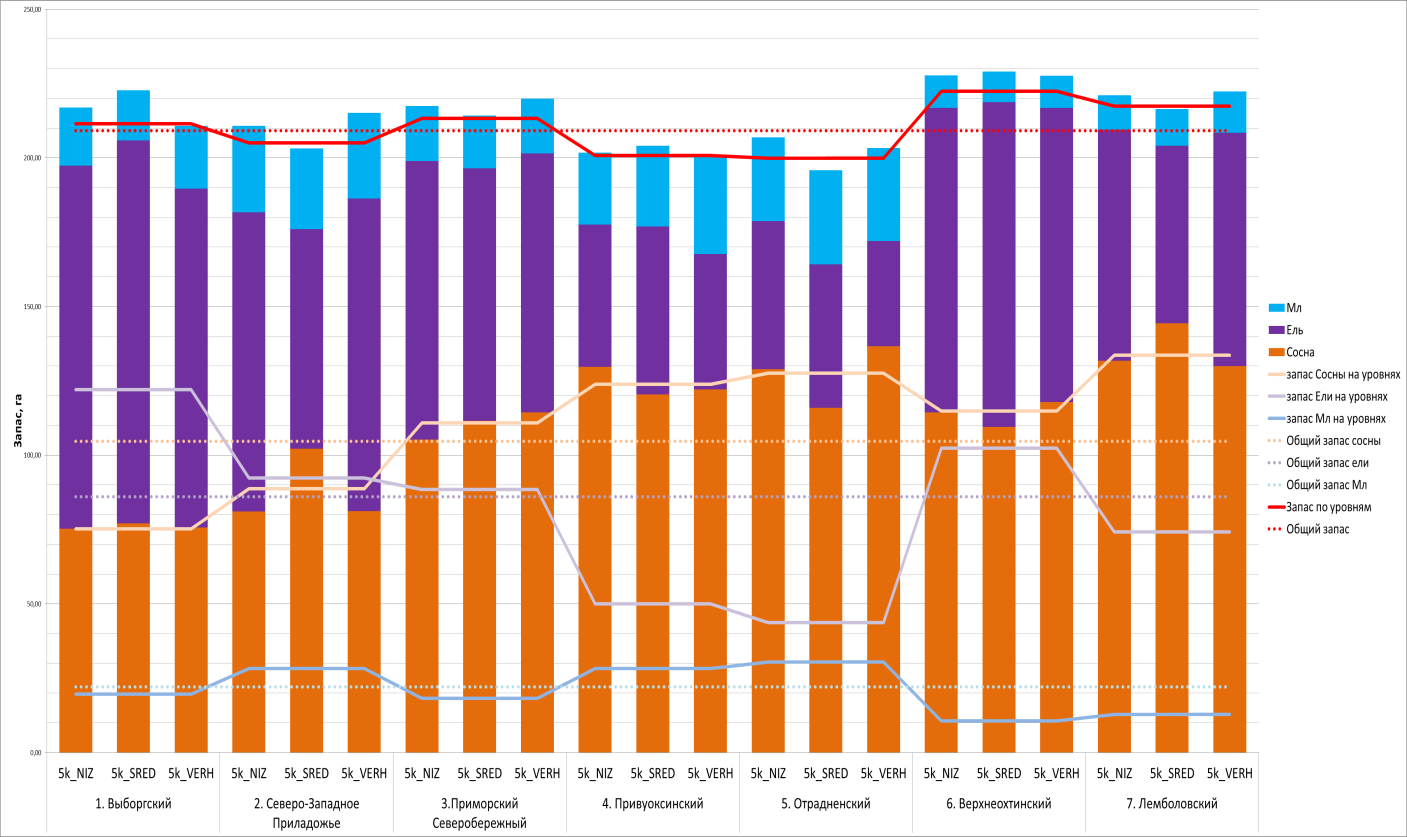 250,00
200,00
150,00
100,00
50,00
0,00
Запас, га
5k_NIZ 5k_SRED 5k_VERH 5k_NIZ 5k_SRED 5k_VERH 5k_NIZ 5k_SRED 5k_VERH 5k_NIZ 5k_SRED 5k_VERH 5k_NIZ 5k_SRED 5k_VERH 5k_NIZ 5k_SRED 5k_VERH 5k_NIZ 5k_SRED 5k_VERH
1. Выборгский
2. Северо-Западное
Приладожье
3.Приморский
Северобережный
4. Привуоксинский
5. Отрадненский
6. Верхнеохтинский
7. Лемболовский
Мл
Ель
Сосна
запас Сосны на уровнях
запас Ели на уровнях
запас Мл на уровнях
Общий запас сосны
Общий запас ели
Общий запас Мл
Запас по уровням
Общий запас